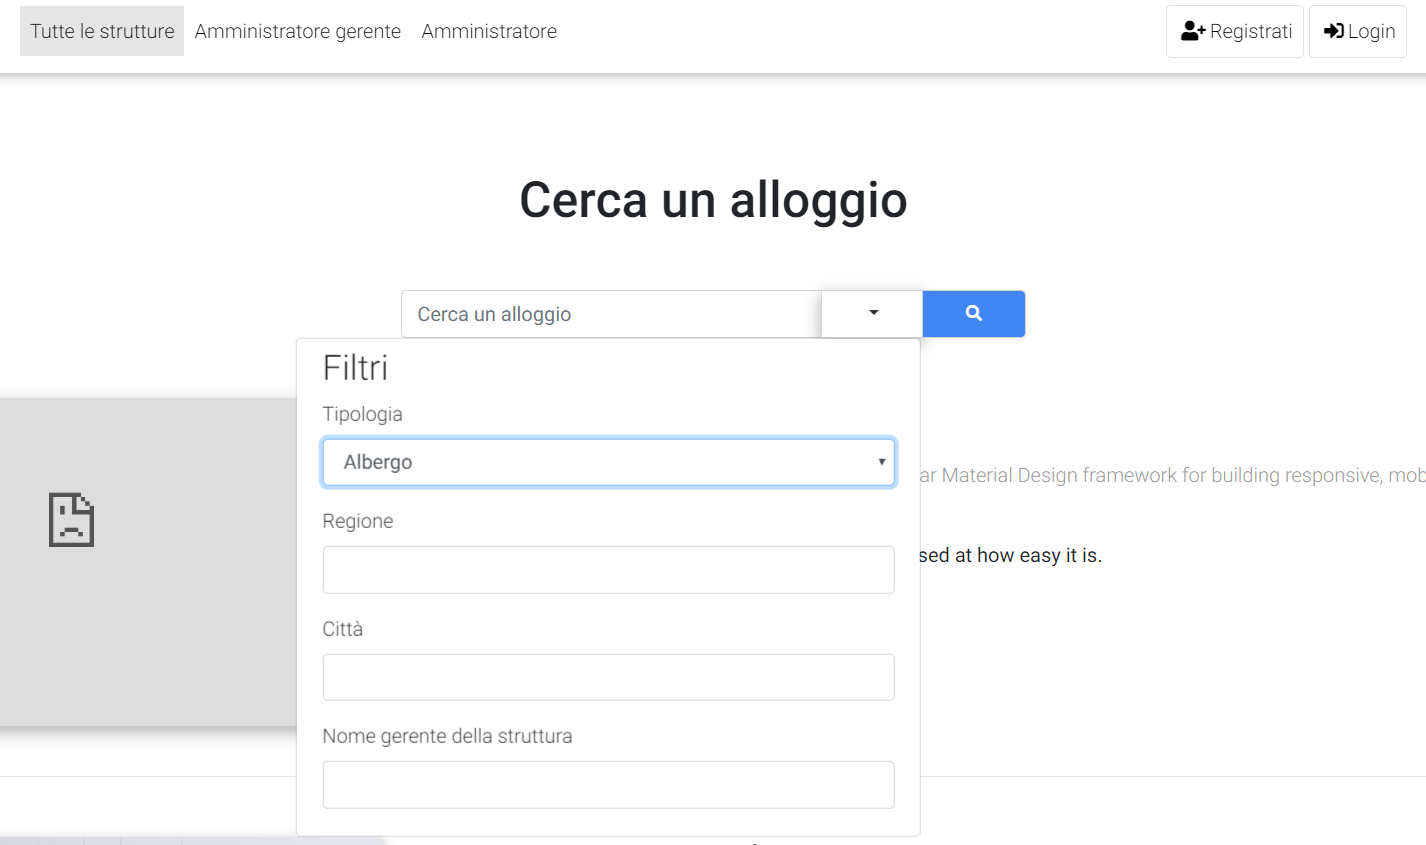 Tutte le strutture Amministratore gerente Amministratore Registrati Login
Cerca un alloggio
Cerca un alloggio
Filtri
Tipologia
Albergo
ar Material Design framework for building responsive, mob
Regione
sed at how easy it is.
Città
Nome gerente della struttura